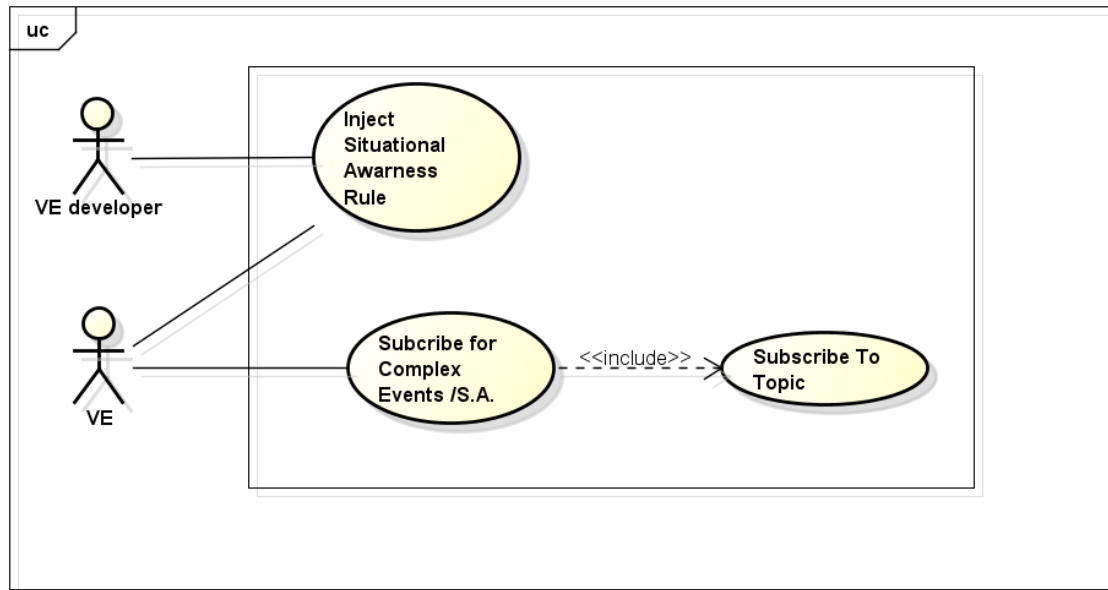 uc
Inject
Situational
Awarness
Rule
VE developer
Subcribe for
Complex
Events /S.A.
<<include>>
Subscribe To
Topic
VE